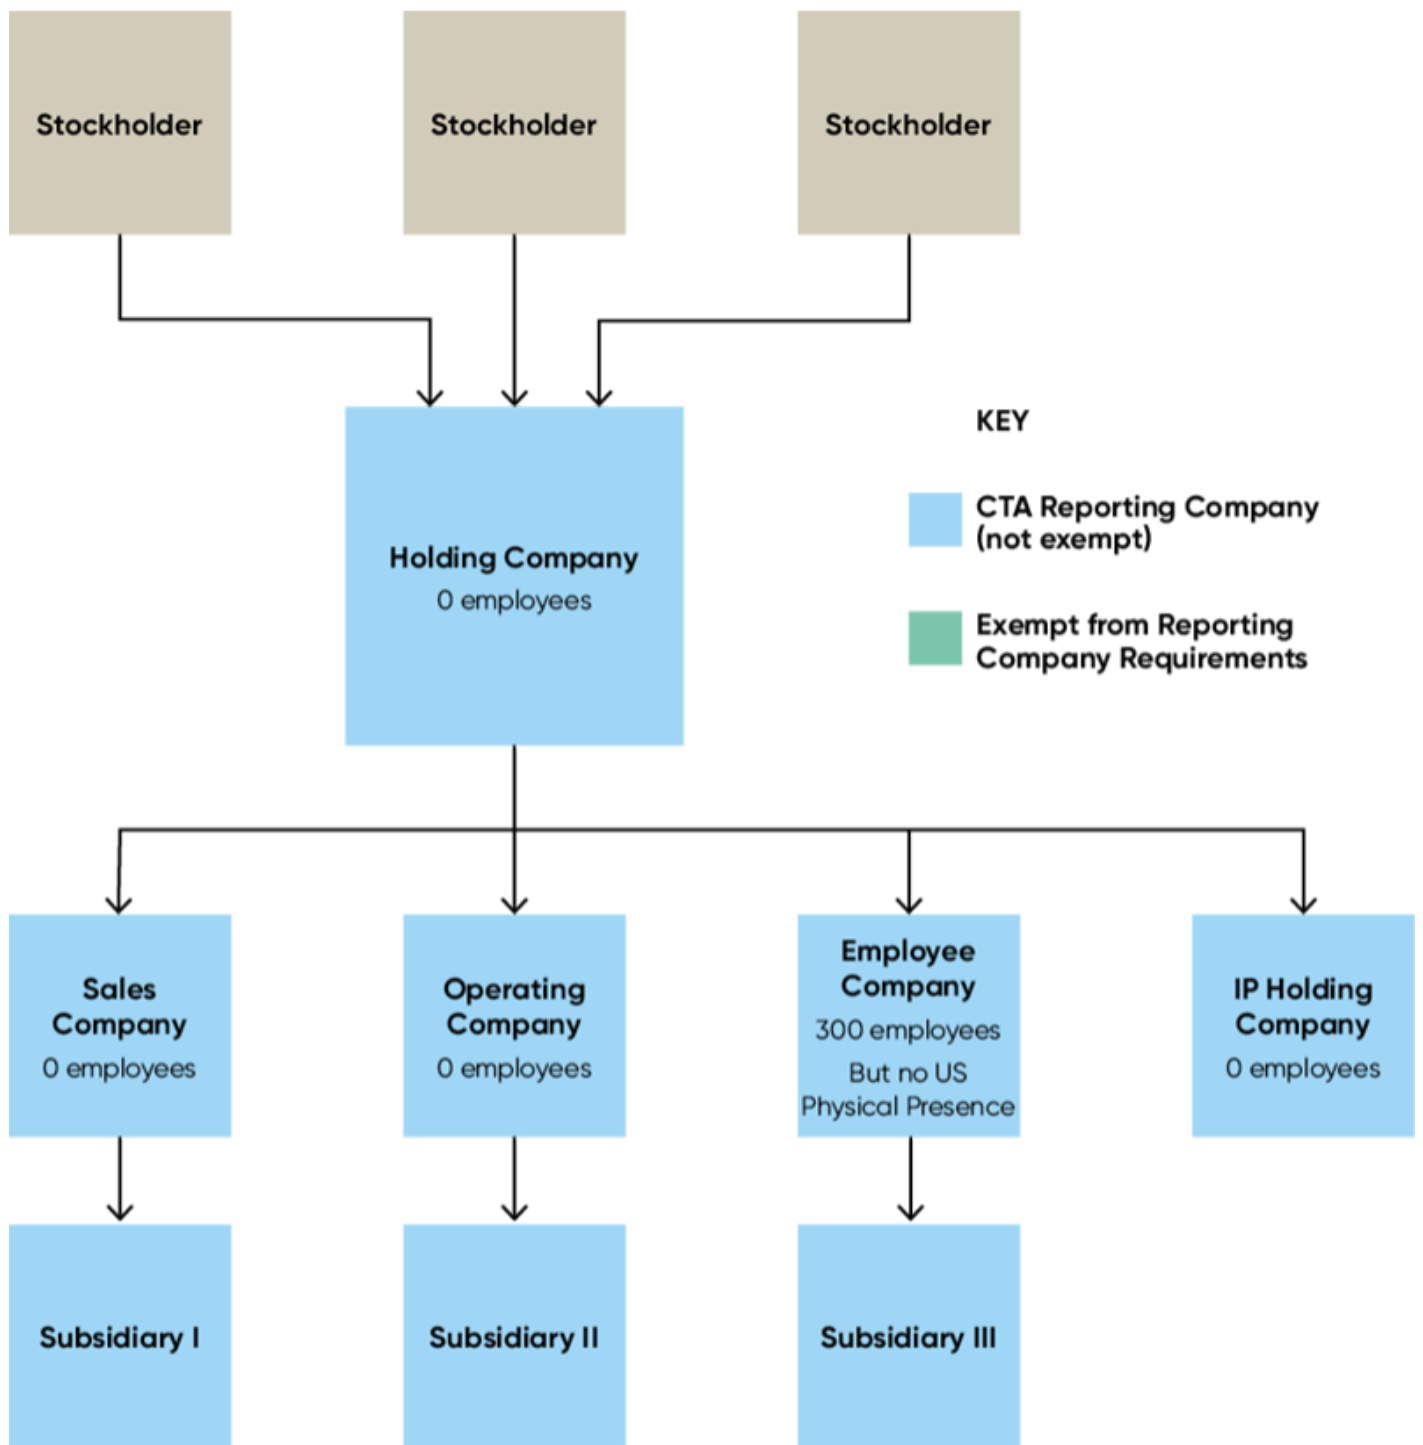 Stockholder
Stockholder
Stockholder
Holding Company
0 employees
KEY
CTA Reporting Company
(not exempt)
Exempt from Reporting
Company Requirements
Sales
Company
0 employees
Operating
Company
0 employees
Employee
Company
300 employees
But no US
Physical Presence
IP Holding
Company
0 employees
Subsidiary I
Subsidiary II
Subsidiary III